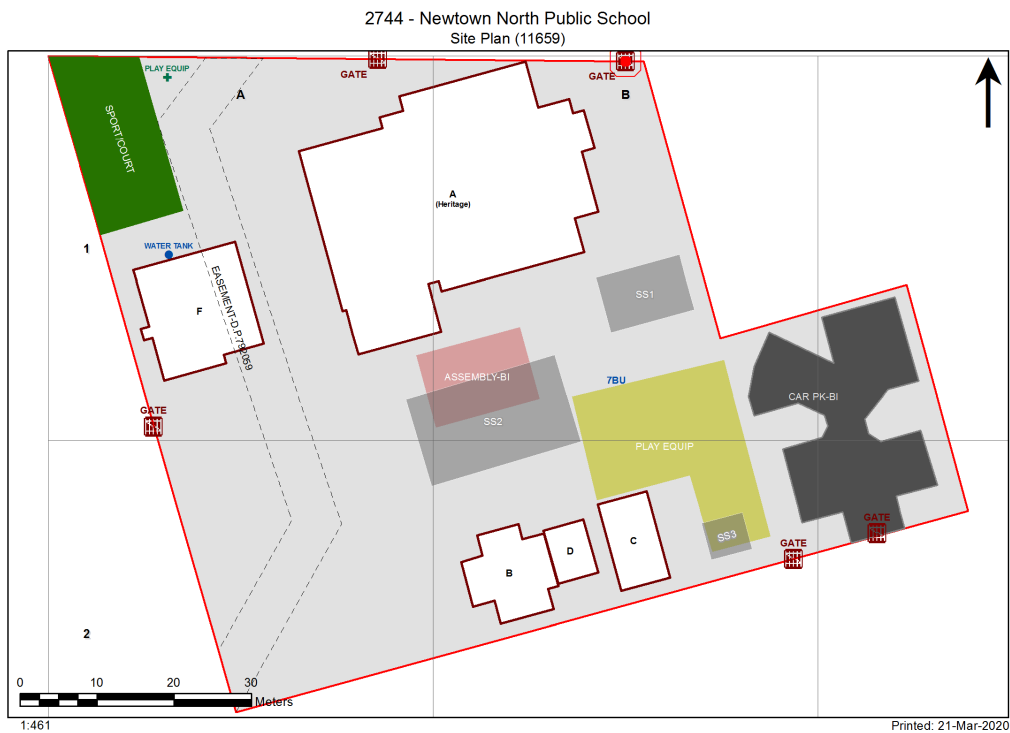 2744 - Newtown North Public School
Site Plan (11659)
PLAY EQUIP
GATE
GATE
A
B
SPORT/COURT
A
(Heritage)
1
WATER TANK
EASEMENT-D.P.792059
F
SS1
ASSEMBLY-BI
7BU
CAR PK-BI
GATE
SS2
PLAY EQUIP
GATE
SS3
GATE
C
D
B
2
0 10 20 30
Meters
1:461
Printed: 21-Mar-2020